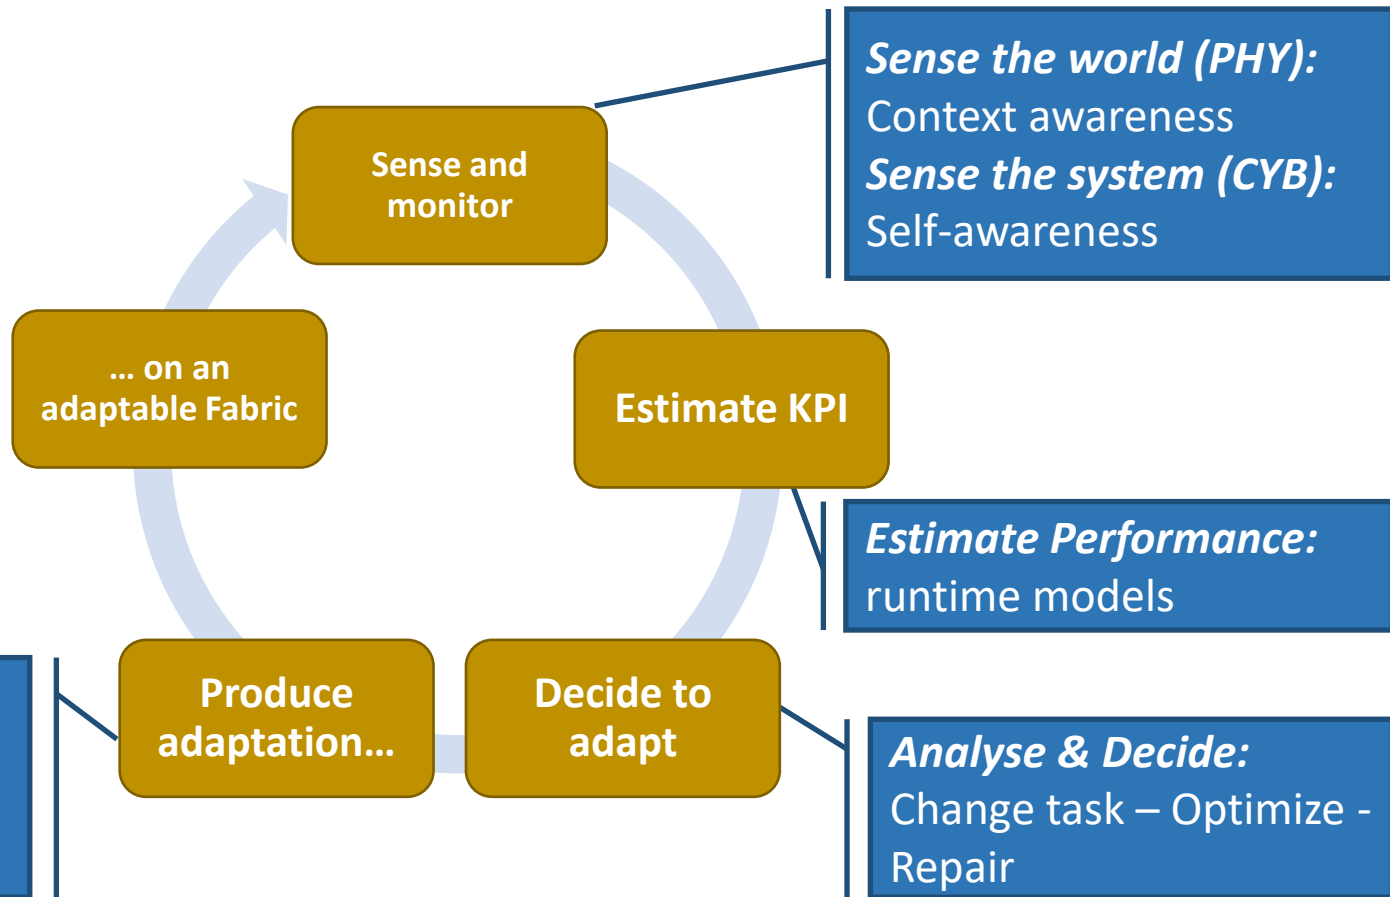 Sense and
monitor
Sense the world (PHY):
Context awareness
Sense the system (CYB):
Self-awareness
Estimate KPI
Estimate Performance:
runtime models
Decide to
adapt
Analyse & Decide:
Change task – Optimize -
Repair
Produce
adaptation...
... on an
adaptable Fabric